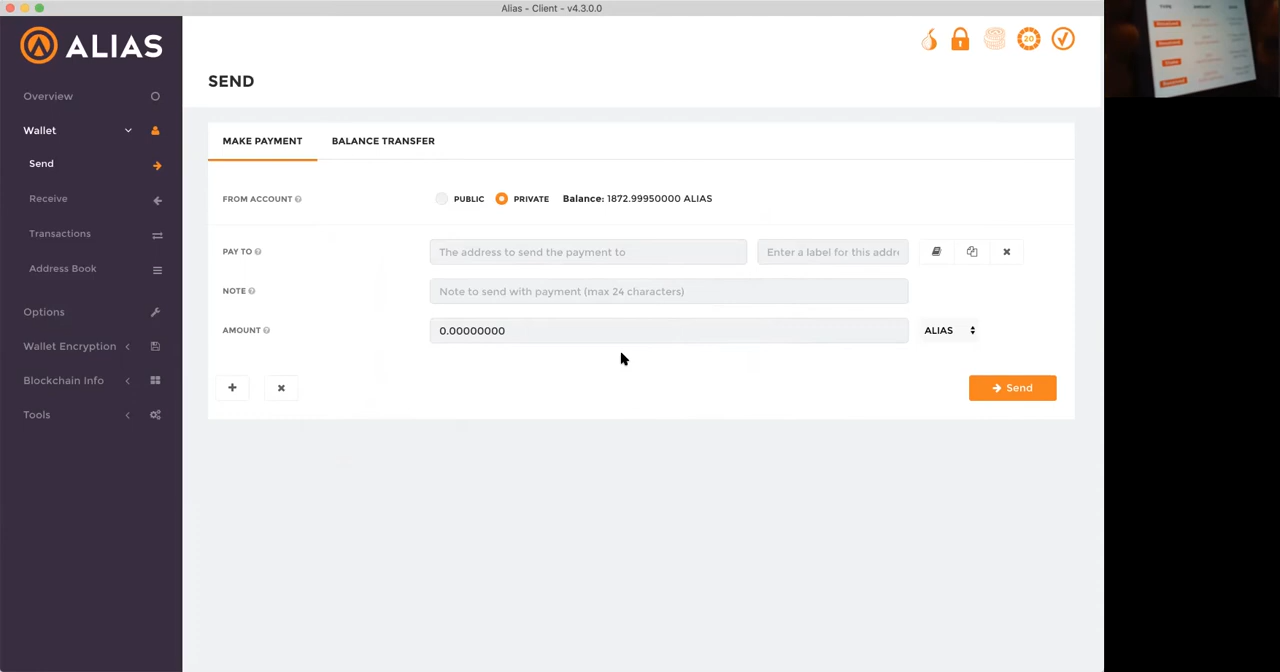 Alias - Client - v4.3.0.0
ALIAS
20
SEND
Overview
Wallet
Send
Receive
Transactions
Address Book
Options
Wallet Encryption
Blockchain Info
Tools
MAKE PAYMENT
BALANCE TRANSFER
FROM ACCOUNT
PUBLIC
PRIVATE
Balance: 1872.99950000 ALIAS
PAY TO
The address to send the payment to
Enter a label for this addre
NOTE
Note to send with payment (max 24 characters)
AMOUNT
0.00000000
ALIAS
Send